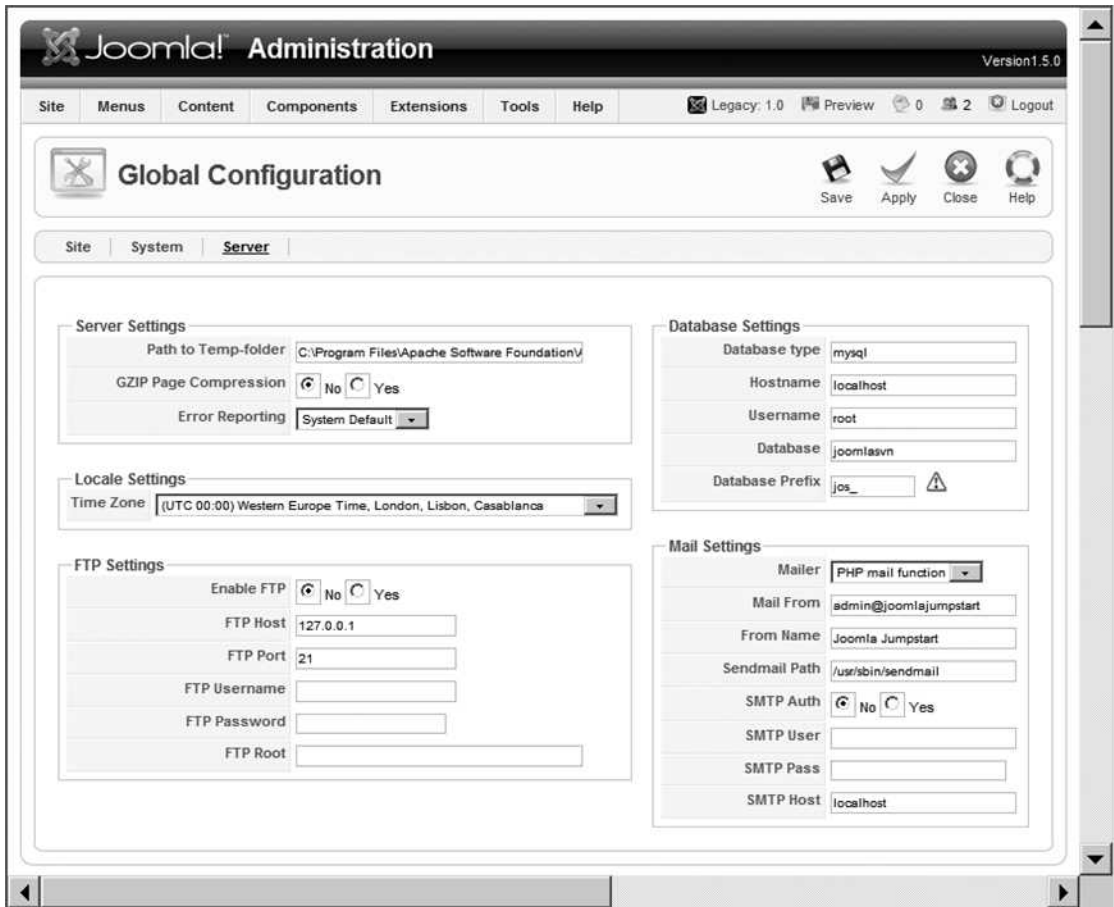 Joomla!™ Administration
Version1.5.0
Site Menus Content Components Extensions Tools Help Legacy: 1.0 Preview 0 2 Logout
Global Configuration
Save Apply Close Help
Site System Server
Server Settings
Path to Temp-folder C:\Program Files\Apache Software Foundation\
GZIP Page Compression No Yes
Error Reporting System Default
Locale Settings
Time Zone (UTC 00:00) Western Europe Time, London, Lisbon, Casablanca
FTP Settings
Enable FTP No Yes
FTP Host 127.0.0.1
FTP Port 21
FTP Username
FTP Password
FTP Root
Database Settings
Database type mysql
Hostname localhost
Username root
Database joomlasvn
Database Prefix jos_
Mail Settings
Mailer PHP mail function
Mail From admin@joomlajumpstart
From Name Joomla Jumpstart
Sendmail Path /usr/sbin/sendmail
SMTP Auth No Yes
SMTP User
SMTP Pass
SMTP Host localhost